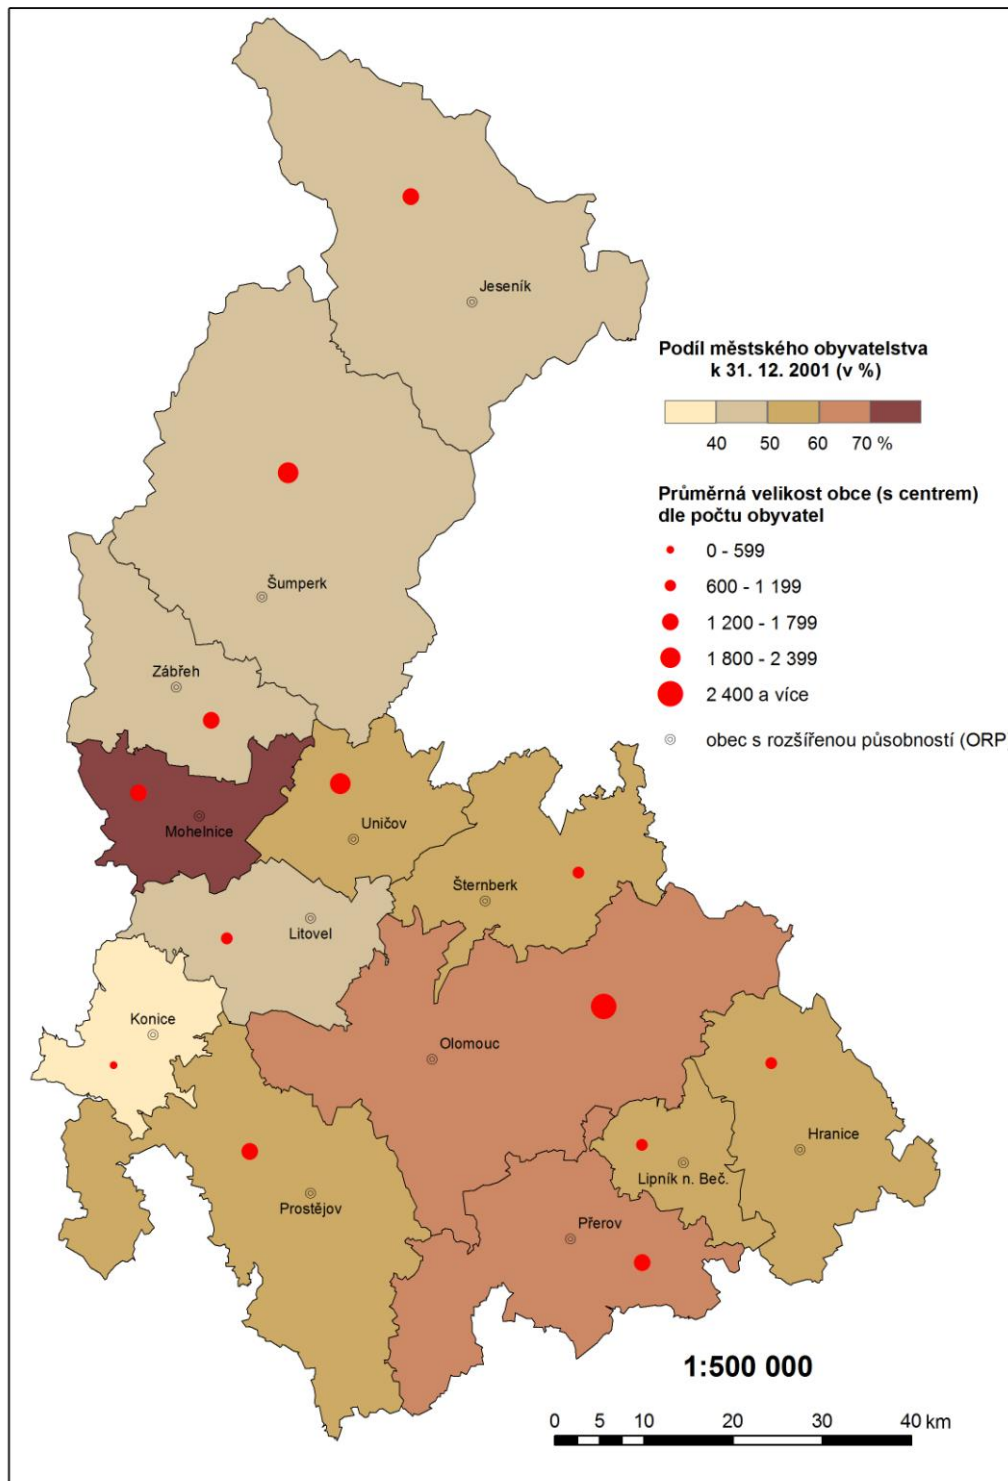 Jeseník
Podíl městského obyvatelstva
k 31. 12. 2001 (v %)
40 50 60 70 %
Průměrná velikost obce (s centrem)
dle počtu obyvatel
0 - 599
600 - 1 199
1 200 - 1 799
1 800 - 2 399
2 400 a více
obec s rozšířenou působností (ORP
Šumperk
Zábřeh
Mohelnice
Uničov
Šternberk
Litovel
Konice
Olomouc
Hranice
Lipník n. Beč.
Prostějov
Přerov
1:500 000
0 5 10 20 30 40 km